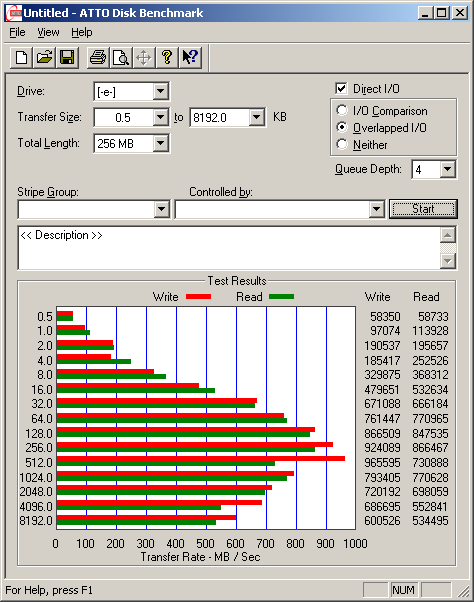 Untitled - ATTO Disk Benchmark
File View Help
Drive: [-e-]
Direct I/O
Transfer Size: 0.5 to 8192.0 KB
I/O Comparison
Overlapped I/O
Total Length: 256 MB
Neither
Queue Depth: 4
Stripe Group: Controlled by:
Start
<< Description >>
Test Results
Write Read Write Read
0.5 58350 58733
1.0 97074 113928
2.0 190537 195657
4.0 185417 252526
8.0 329875 368312
16.0 479651 532634
32.0 671088 666184
64.0 761447 770965
128.0 866509 847535
256.0 924089 866467
512.0 965595 730888
1024.0 793405 770628
2048.0 720192 698059
4096.0 686695 552841
8192.0 600526 534495
0 100 200 300 400 500 600 700 800 900 1000
Transfer Rate - MB / Sec
For Help, press F1 NUM